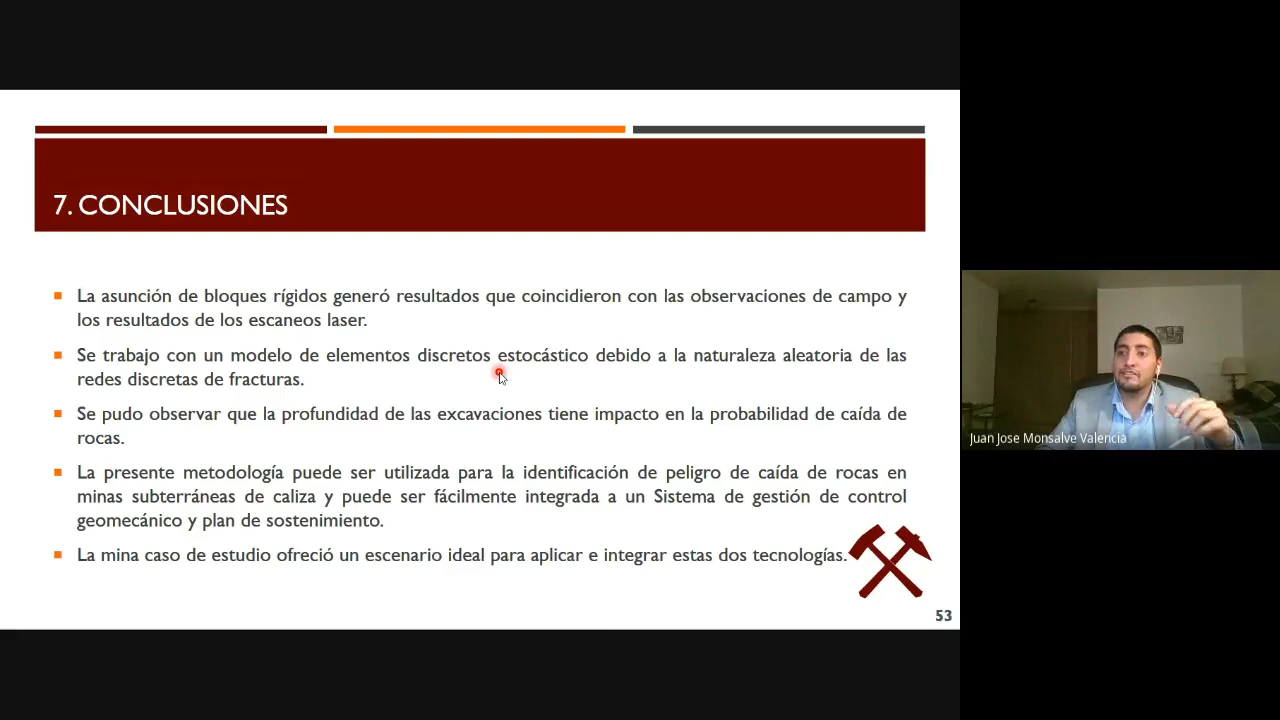 7. CONCLUSIONES
La asunción de bloques rígidos generó resultados que coincidieron con las observaciones de campo y
los resultados de los escaneos laser.
Se trabajo con un modelo de elementos discretos estocástico debido a la naturaleza aleatoria de las
redes discretas de fracturas.
Se pudo observar que la profundidad de las excavaciones tiene impacto en la probabilidad de caída de
rocas.
La presente metodología puede ser utilizada para la identificación de peligro de caída de rocas en
minas subterráneas de caliza y puede ser fácilmente integrada a un Sistema de gestión de control
geomecánico y plan de sostenimiento.
La mina caso de estudio ofreció un escenario ideal para aplicar e integrar estas dos tecnologías.
53
Juan Jose Monsalve Valencia